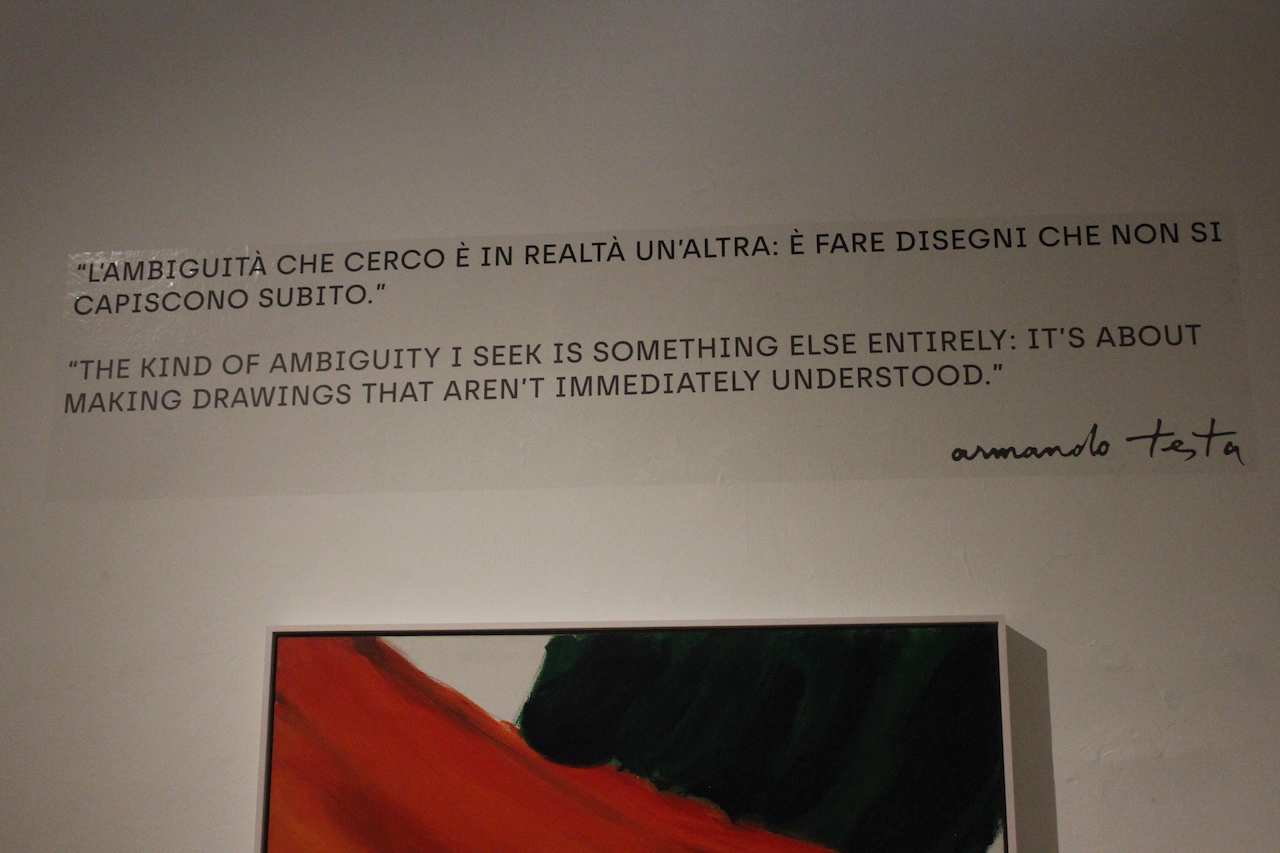 “L'AMBIGUITÀ CHE CERCO È IN REALTÀ UN'ALTRA: È FARE DISEGNI CHE NON SI
CAPISCONO SUBITO.”
“THE KIND OF AMBIGUITY I SEEK IS SOMETHING ELSE ENTIRELY: IT'S ABOUT
MAKING DRAWINGS THAT AREN'T IMMEDIATELY UNDERSTOOD.”
armando testa